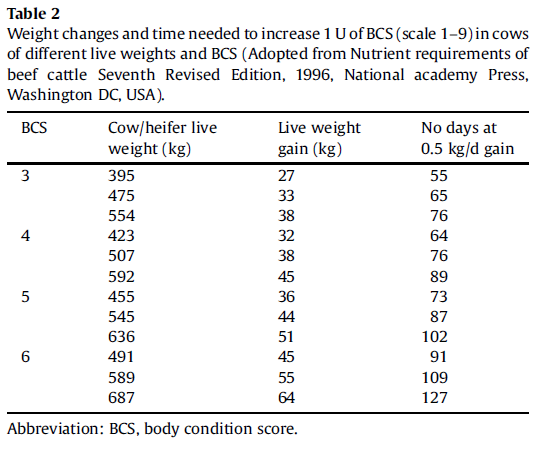 Table 2
Weight changes and time needed to increase 1 U of BCS (scale 1–9) in cows
of different live weights and BCS (Adopted from Nutrient requirements of
beef cattle Seventh Revised Edition, 1996, National academy Press,
Washington DC, USA).
BCS Cow/heifer live Live weight No days at
weight (kg) gain (kg) 0.5 kg/d gain
3 395 27 55
475 33 65
554 38 76
4 423 32 64
507 38 76
592 45 89
5 455 36 73
545 44 87
636 51 102
6 491 45 91
589 55 109
687 64 127
Abbreviation: BCS, body condition score.